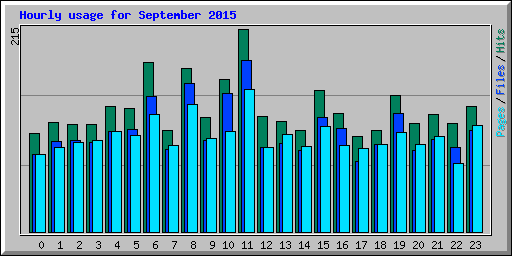 Hourly usage for September 2015
215
Pages / Files / Hits
0 1 2 3 4 5 6 7 8 9 10 11 12 13 14 15 16 17 18 19 20 21 22 23